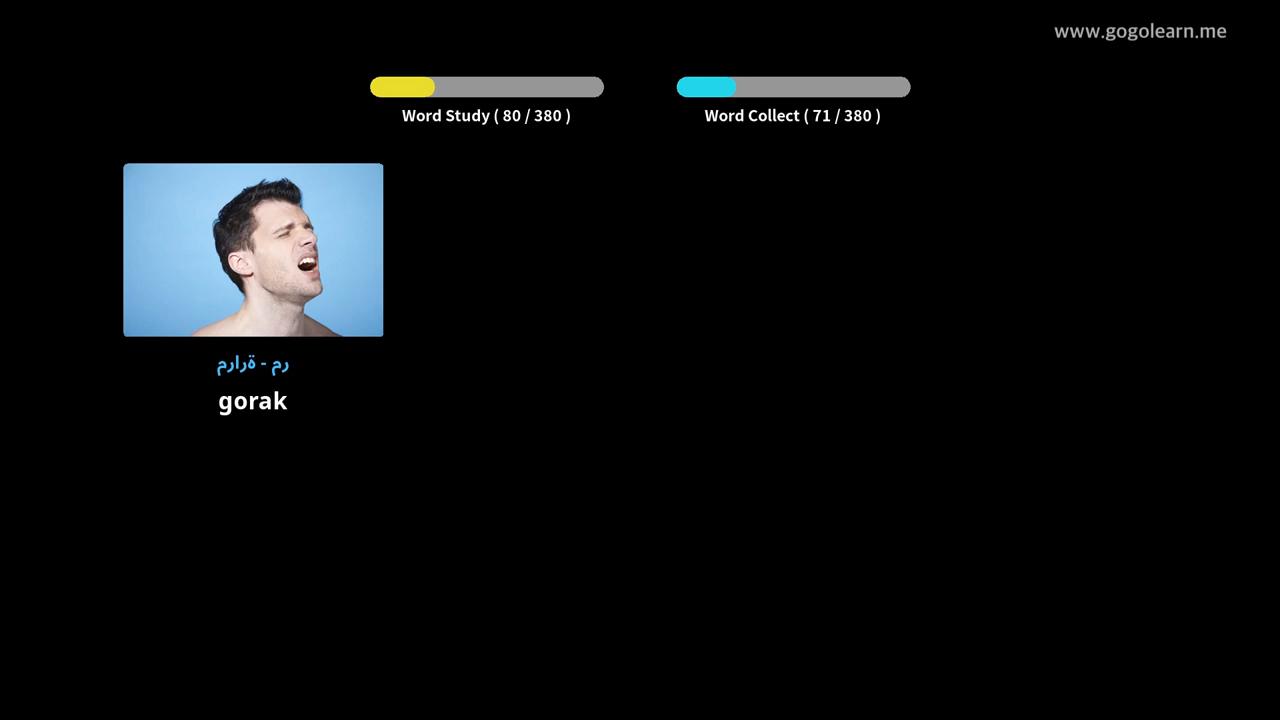 www.gogolearn.me
Word Study ( 80 / 380 )
Word Collect ( 71 / 380 )
رم - ةرارم
gorak